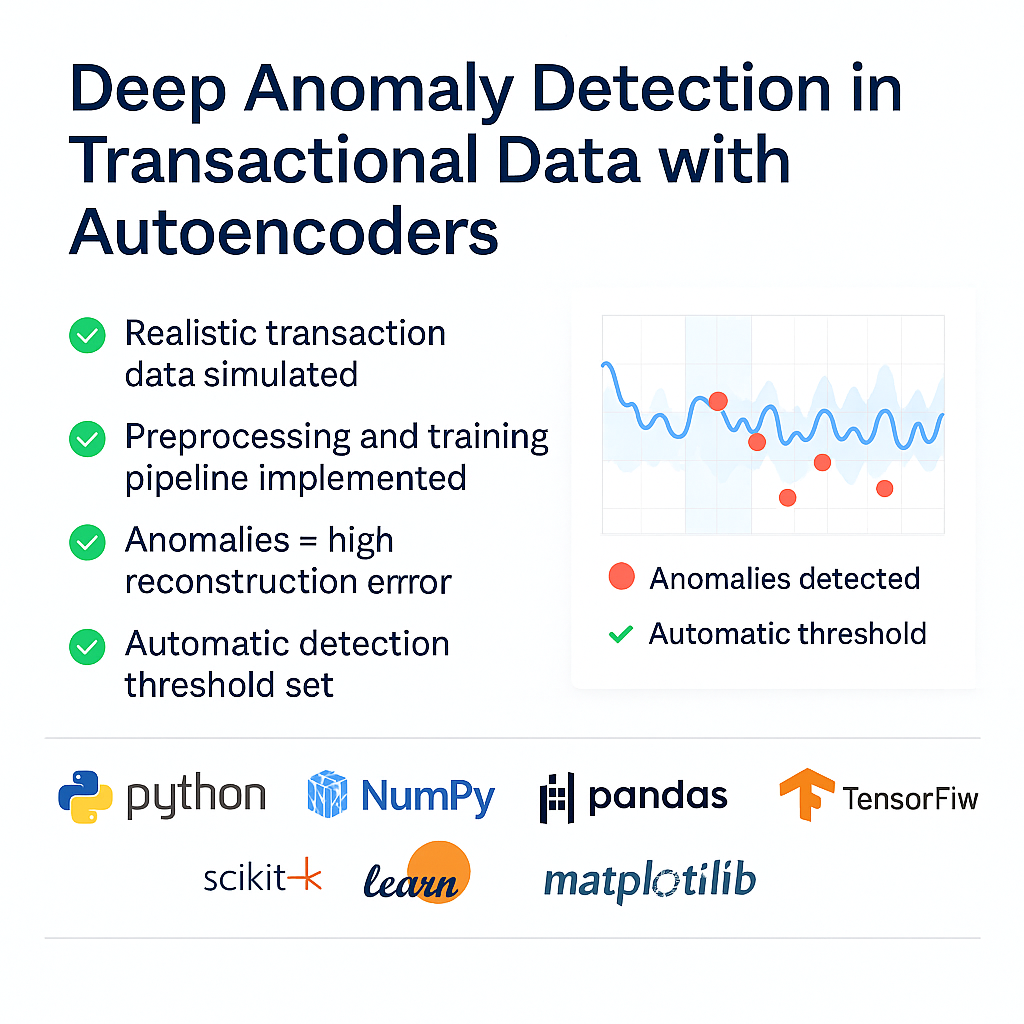 Deep Anomaly Detection in
Transactional Data with
Autoencoders
Realistic transaction
data simulated
Preprocessing and training
pipeline implemented
Anomalies = high
reconstruction error
Automatic detection
threshold set
Anomalies detected
Automatic threshold
python
NumPy
pandas
TensorFiw
scikit
learn
matplotilib